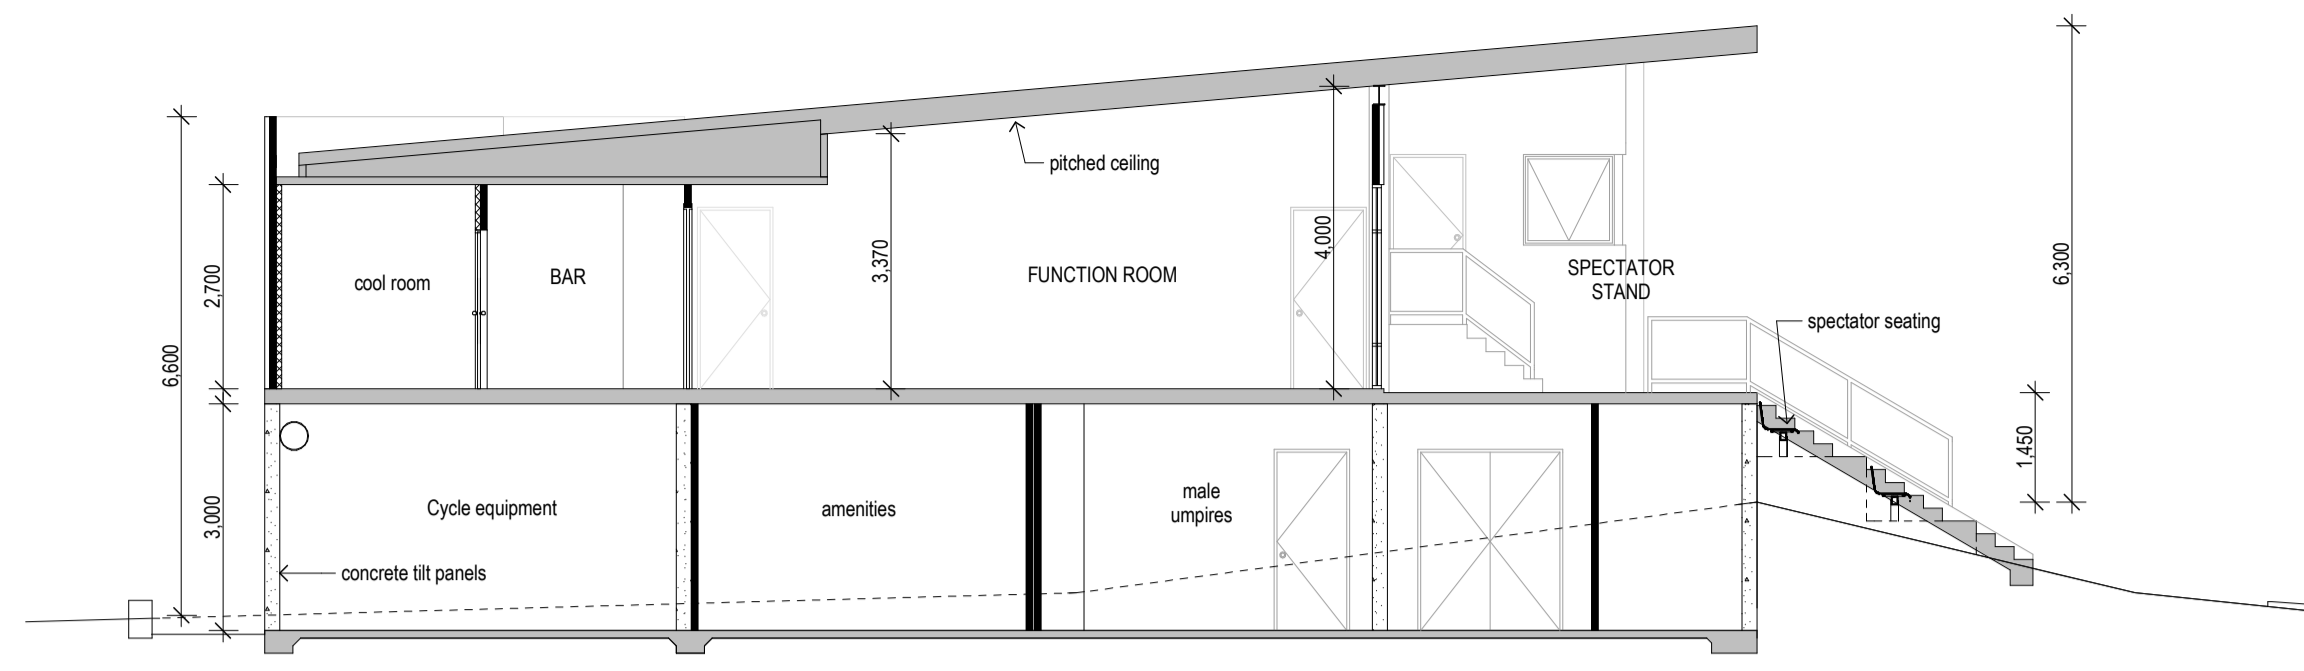 pitched ceiling
cool room
BAR
FUNCTION ROOM
SPECTATOR
STAND
spectator seating
Cycle equipment
amenities
male
umpires
concrete tilt panels
6,600
2,700
3,000
3,370
4,000
6,300
1,450